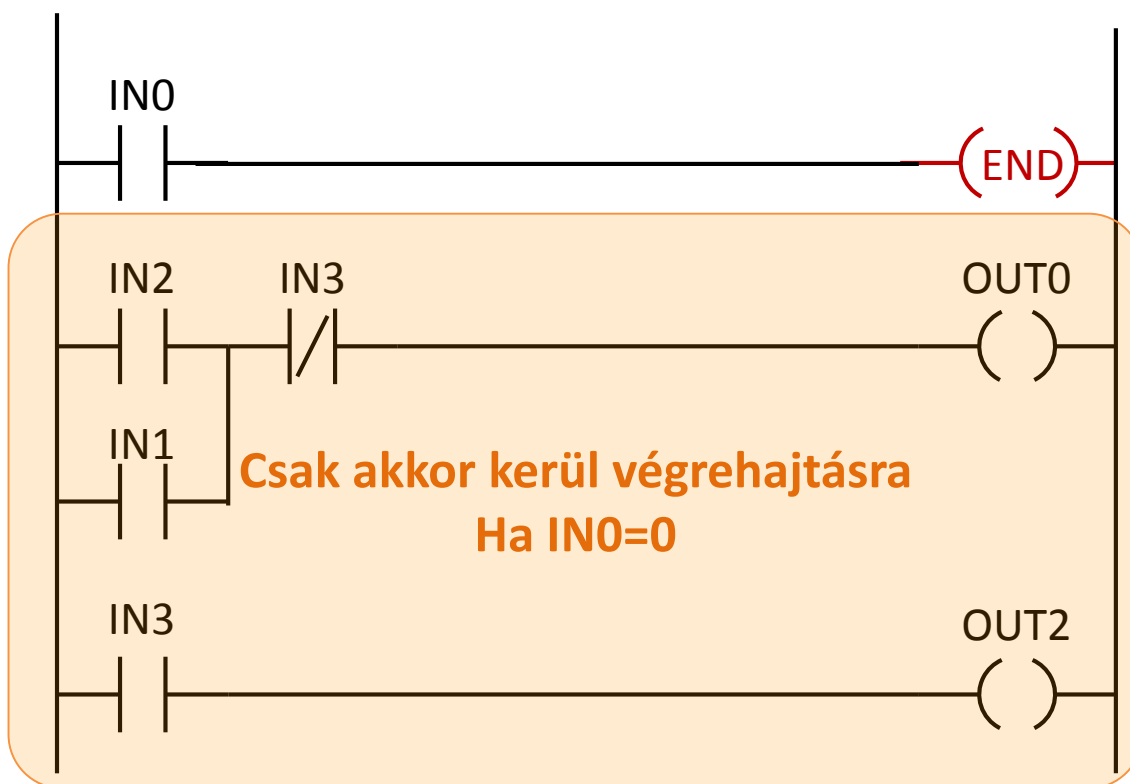 IN0
(END)
IN2 IN3 OUT0
IN1
Csak akkor kerül végrehajtásra
Ha IN0=0
IN3 OUT2